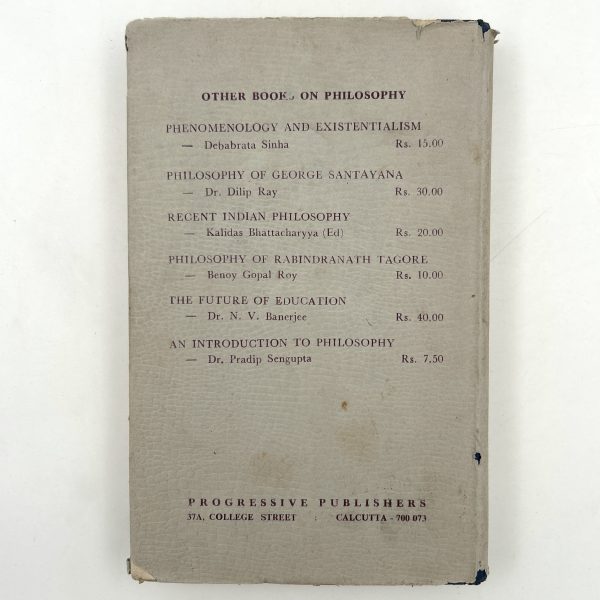 OTHER BOOKS ON PHILOSOPHY
PHENOMENOLOGY AND EXISTENTIALISM
— Debabrata Sinha Rs. 15.00
PHILOSOPHY OF GEORGE SANTAYANA
— Dr. Dilip Ray Rs. 30.00
RECENT INDIAN PHILOSOPHY
— Kalidas Bhattacharyya (Ed) Rs. 20.00
PHILOSOPHY OF RABINDRANATH TAGORE
— Benoy Gopal Roy Rs. 10.00
THE FUTURE OF EDUCATION
— Dr. N. V. Banerjee Rs. 40.00
AN INTRODUCTION TO PHILOSOPHY
— Dr. Pradip Sengupta Rs. 7.50
PROGRESSIVE PUBLISHERS
37A, COLLEGE STREET : CALCUTTA - 700 073